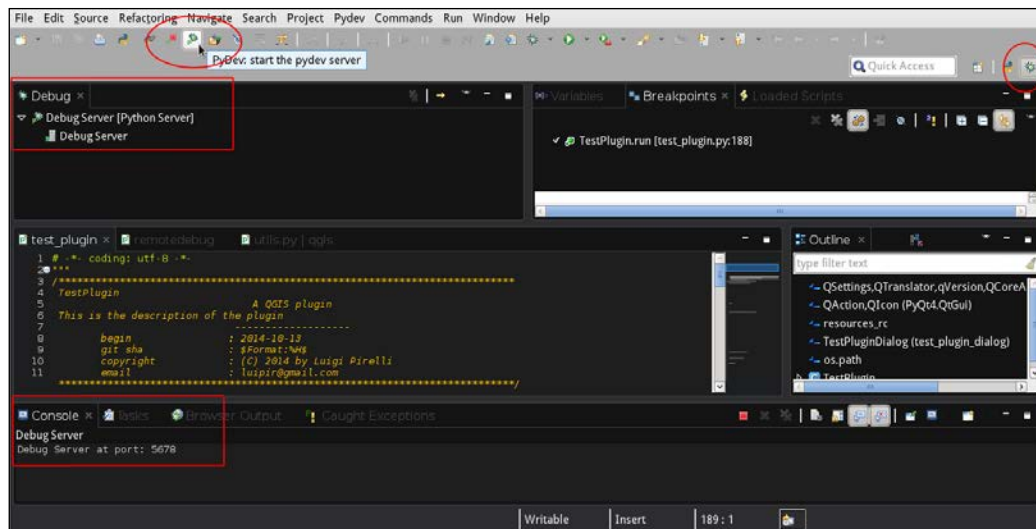 File Edit Source Refactoring Navigate Search Project Pydev Commands Run Window Help
PyDev: start the pydev server
Quick Access
Debug
Variables
Breakpoints
Loaded Scripts
Debug Server [Python Server]
Debug Server
TestPlugin.run [test_plugin.py:188]
test_plugin
remotedebug
utils.py | qgis
Outline
type filter text
1 # -*- coding: utf-8 -*-
2 """
3 /***************************************************************************
4 TestPlugin
5 A QGIS plugin
6 This is the description of the plugin
7 -------------------
8 begin : 2014-10-13
9 git sha : $Format:%H$
10 copyright : (C) 2014 by Luigi Pirelli
11 email : luipir@gmail.com
***************************************************************************/
QSettings,QTranslator,qVersion,QCoreA
QAction,QIcon (PyQt4.QtGui)
resources_rc
TestPluginDialog (test_plugin_dialog)
os.path
TestPlugin
Console
Tasks
Browser Output
Caught Exceptions
Debug Server
Debug Server at port: 5678
Writable
Insert
189 : 1